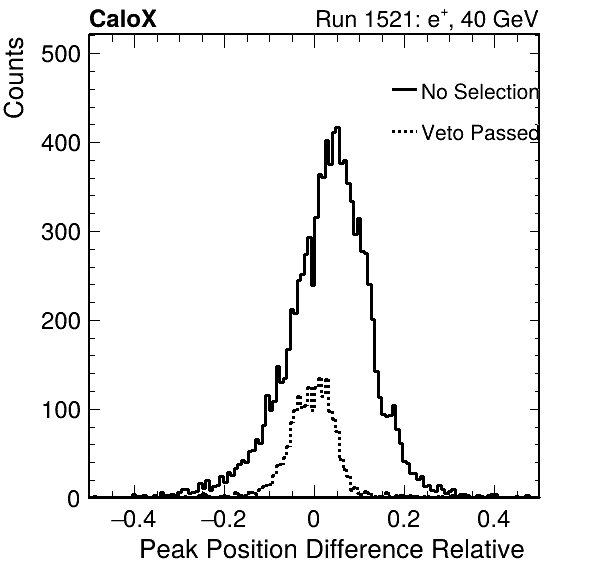 CaloX Run 1521: e⁺, 40 GeV
Counts
500
No Selection
Veto Passed
400
300
200
100
0
−0.4 −0.2 0 0.2 0.4
Peak Position Difference Relative